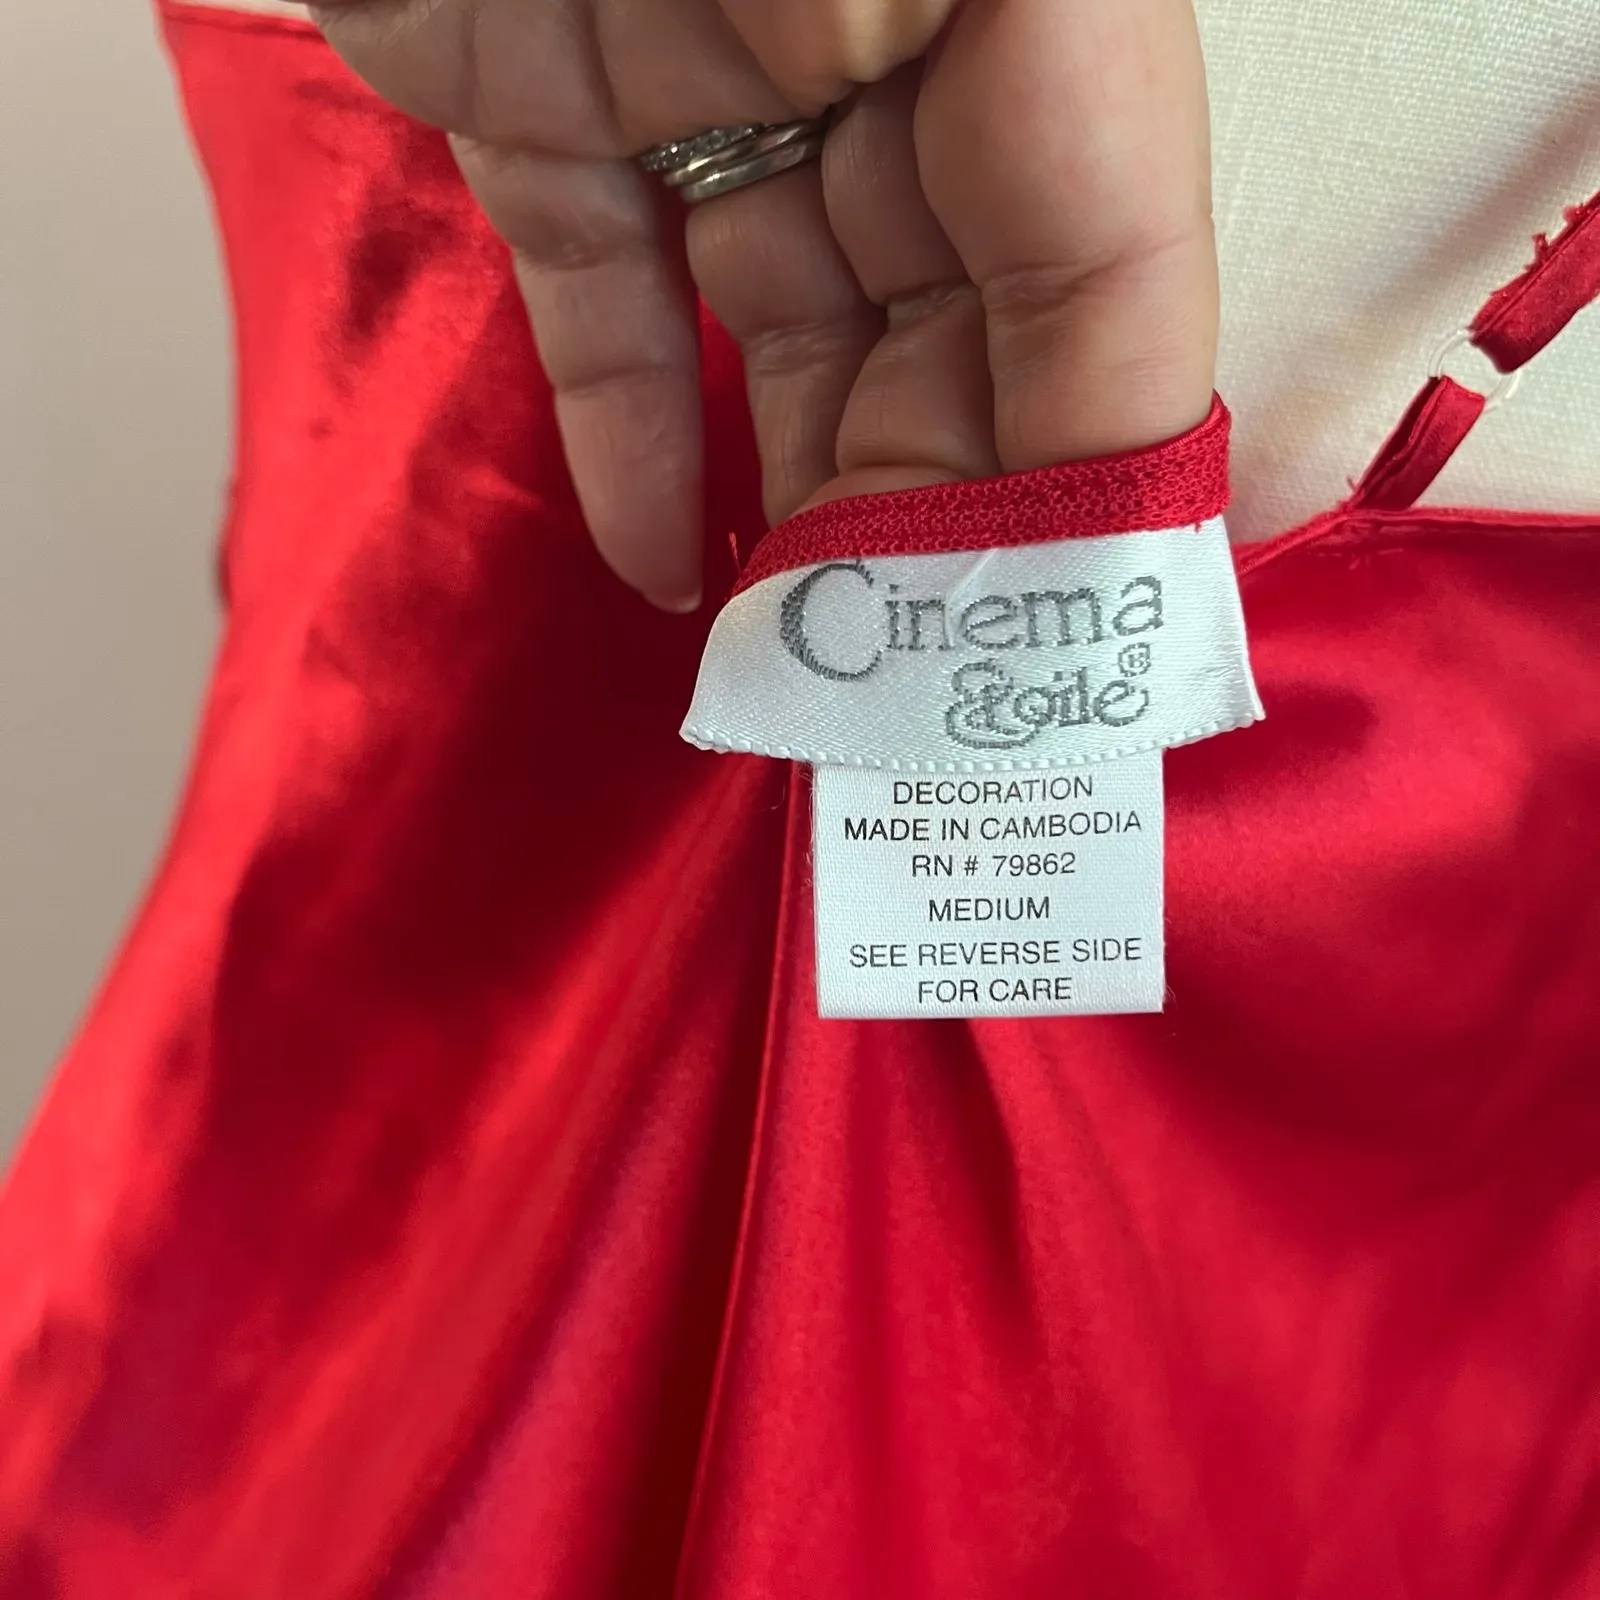 Cinema
Etoile®
DECORATION
MADE IN CAMBODIA
RN # 79862
MEDIUM
SEE REVERSE SIDE
FOR CARE